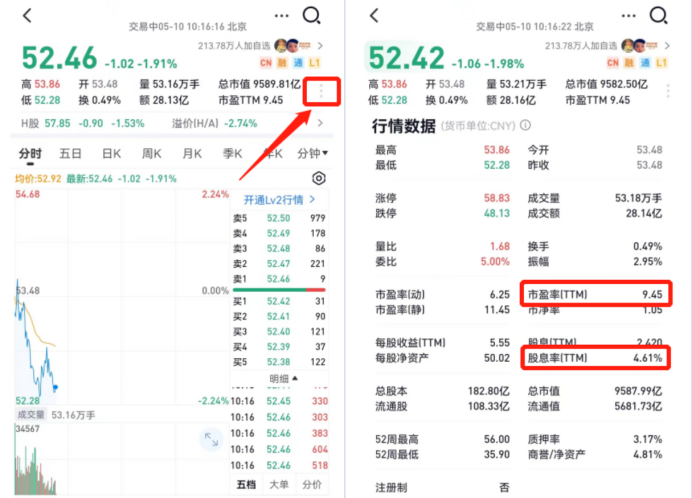 交易中05-10 10:16:16 北京
52.46 -1.02 -1.91%
213.78万人加自选
CN 融 通 L1
高 53.86 开 53.48 量 53.16万手 总市值 9589.81亿
低 52.28 换 0.49% 额 28.13亿 市盈TTM 9.45
H股 57.85 -0.90 -1.53% 溢价(H/A) -2.74%
分时 五日 日K 周K 月K 季K 年K 分钟
均价:52.92 最新:52.46 -1.02 -1.91%
54.68 2.24%
开通Lv2行情
卖5 52.50 979
卖4 52.49 178
卖3 52.48 86
卖2 52.47 221
卖1 52.46 9
53.48 0.00%
买1 52.42 31
买2 52.41 90
买3 52.40 121
买4 52.39 37
买5 52.38 122
明细
52.28 -2.24%
成交量 53.16万手
34567
10:16 52.45 330
10:16 52.46 303
10:16 52.46 383
10:16 52.46 604
10:16 52.46 518
五档 大单 分价
交易中05-10 10:16:22 北京
52.42 -1.06 -1.98%
213.78万人加自选
CN 融 通 L1
高 53.86 开 53.48 量 53.21万手 总市值 9582.50亿
低 52.28 换 0.49% 额 28.16亿 市盈TTM 9.45
行情数据 (货币单位:CNY)
最高 53.86 今开 53.48
最低 52.28 昨收 53.48
涨停 58.83 成交量 53.18万手
跌停 48.13 成交额 28.14亿
量比 1.68 换手 0.49%
委比 5.00% 振幅 2.95%
市盈率(动) 6.25 市盈率(TTM) 9.45
市盈率(静) 11.45 市净率 1.05
每股收益(TTM) 5.55 股息(TTM) 2.420
每股净资产 50.02 股息率(TTM) 4.61%
总股本 182.80亿 总市值 9587.99亿
流通股 108.33亿 流通值 5681.73亿
52周最高 56.00 质押率 3.17%
52周最低 35.90 商誉/净资产 4.81%
注册制 否